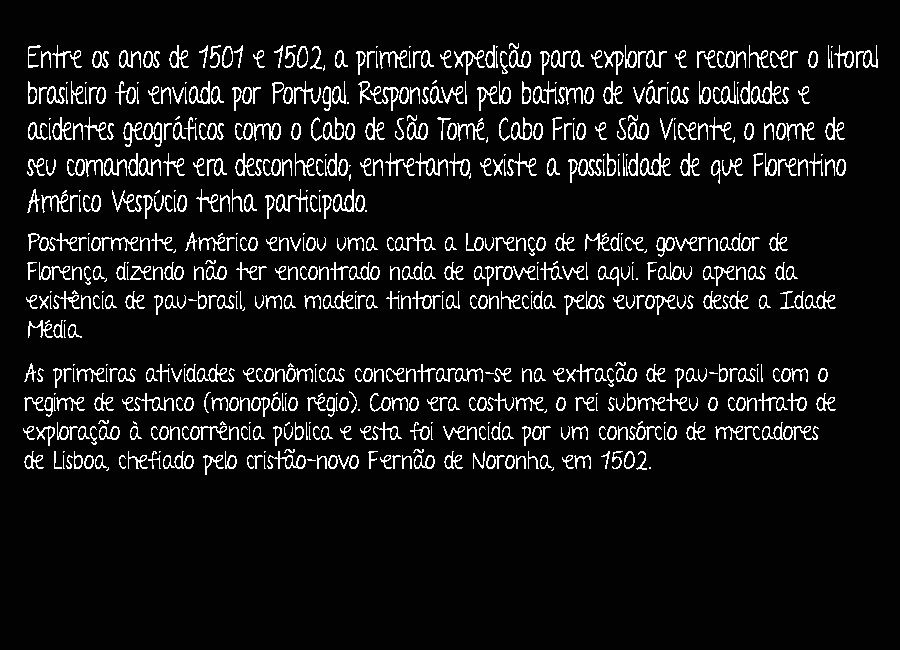 Entre os anos de 1501 e 1502, a primeira expedição para explorar e reconhecer o litoral
brasileiro foi enviada por Portugal. Responsável pelo batismo de várias localidades e
acidentes geográficos como o Cabo de São Tomé, Cabo Frio e São Vicente, o nome de
seu comandante era desconhecido; entretanto, existe a possibilidade de que Florentino
Américo Vespúcio tenha participado.
Posteriormente, Américo enviou uma carta a Lourenço de Médice, governador de
Florença, dizendo não ter encontrado nada de aproveitável aqui. Falou apenas da
existência de pau-brasil, uma madeira tintorial conhecida pelos europeus desde a Idade
Média.
As primeiras atividades econômicas concentraram-se na extração de pau-brasil com o
regime de estanco (monopólio régio). Como era costume, o rei submeteu o contrato de
exploração à concorrência pública e esta foi vencida por um consórcio de mercadores
de Lisboa, chefiado pelo cristão-novo Fernão de Noronha, em 1502.